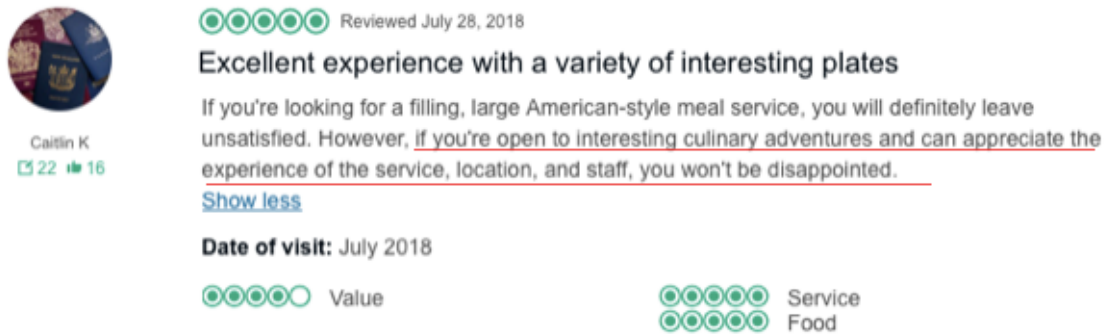 Reviewed July 28, 2018
Excellent experience with a variety of interesting plates
If you're looking for a filling, large American-style meal service, you will definitely leave
unsatisfied. However, if you're open to interesting culinary adventures and can appreciate the
experience of the service, location, and staff, you won't be disappointed.
Show less
Caitlin K
22 16
Date of visit: July 2018
Value
Service
Food